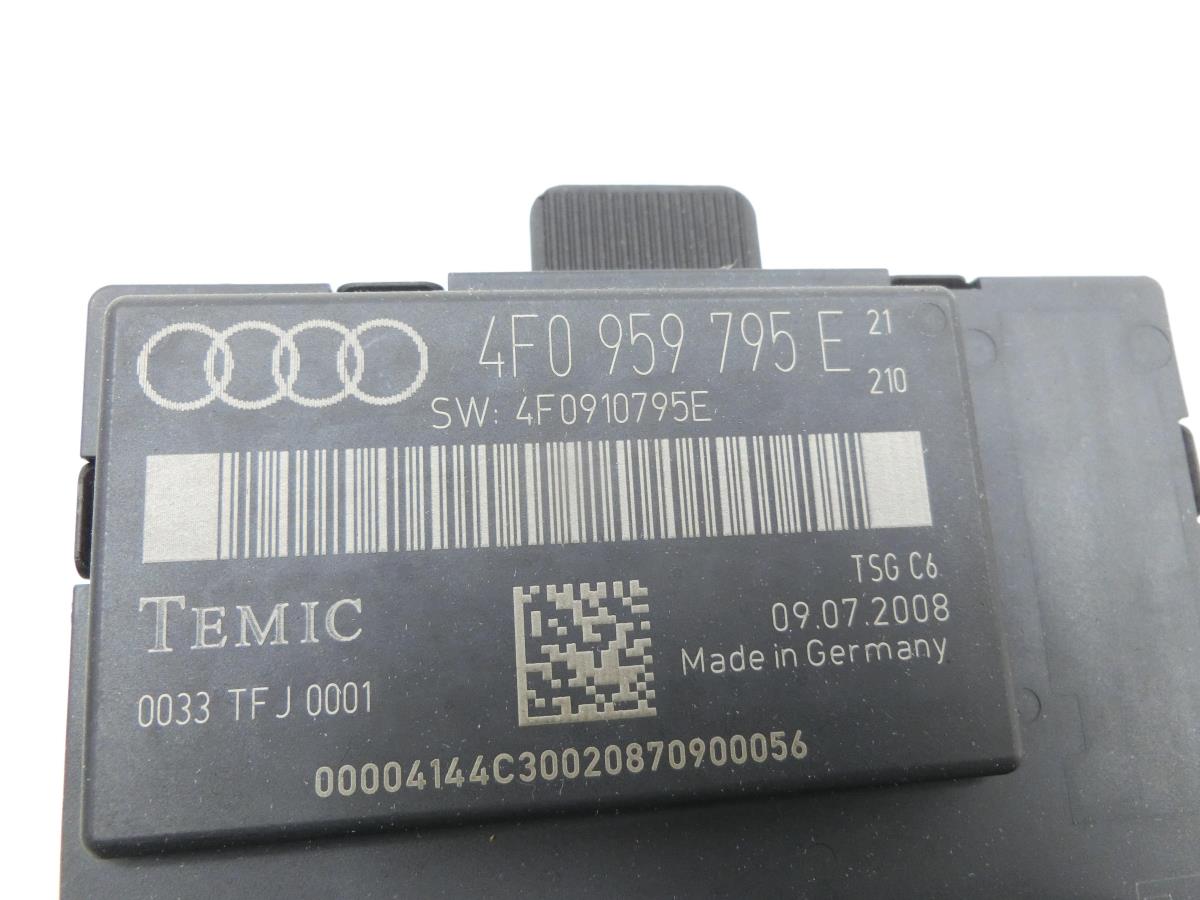 4F0 959 795 E 21
210
SW: 4F0910795E
TSG C6
TEMIC
09.07.2008
Made in Germany
0033 TFJ 0001
00004144C30020870900056